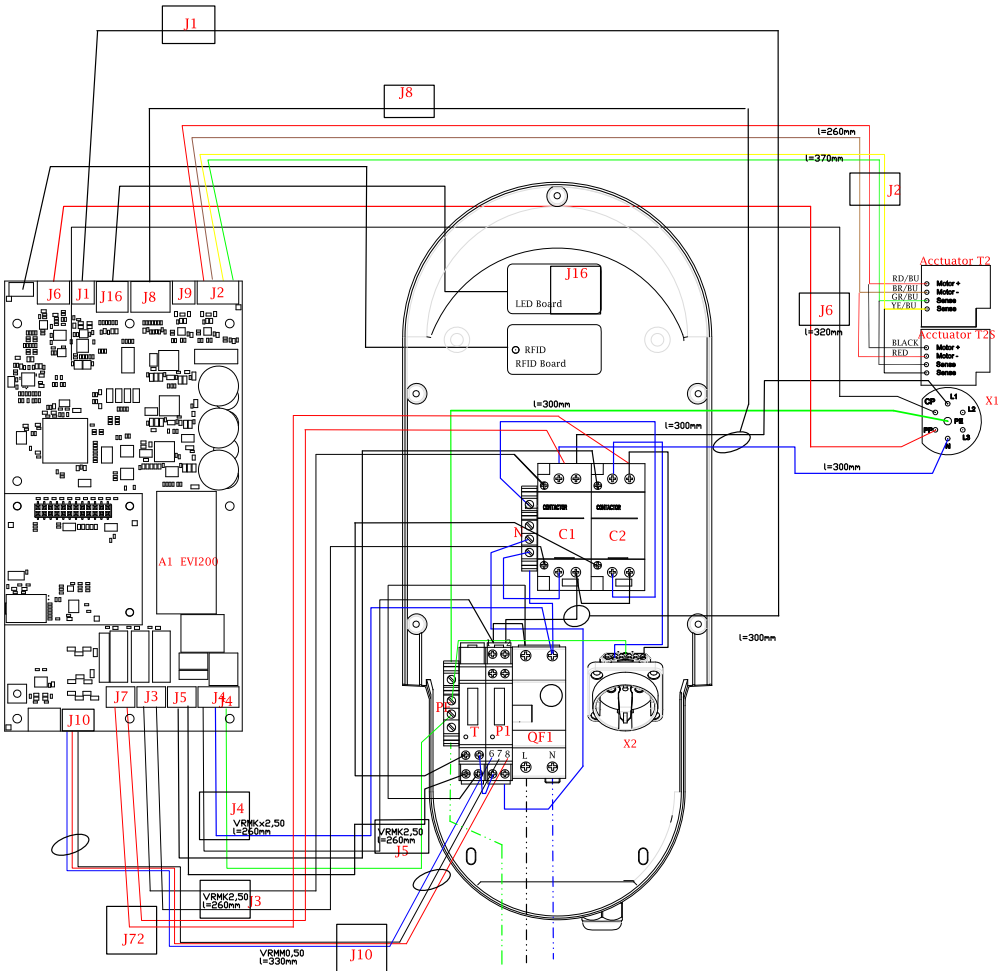 J1
J8
l=260mm
l=370mm
J2
Acctuator T2
RD/BU
BR/BU
GR/BU
YE/BU
Motor +
Motor -
Sense
Sense
J6
J1
J16
J8
J9
J2
J16
LED Board
J6
l=320mm
Acctuator T2S
BLACK
RED
Motor +
Motor -
Sense
Sense
RFID
RFID Board
X1
CP
L1
L2
PE
PP
L3
N
l=300mm
l=300mm
l=300mm
CONTACTOR
CONTACTOR
N
C1
C2
A1 EVI200
l=300mm
J7
J3
J5
J4
J4
J10
PE
T
P1
QF1
6 7 8
L
N
X2
J4
VRMKx2,50
l=260mm
VRMK2,50
l=260mm
J5
VRMK2,50
l=260mm
J3
J72
VRMM0,50
l=330mm
J10